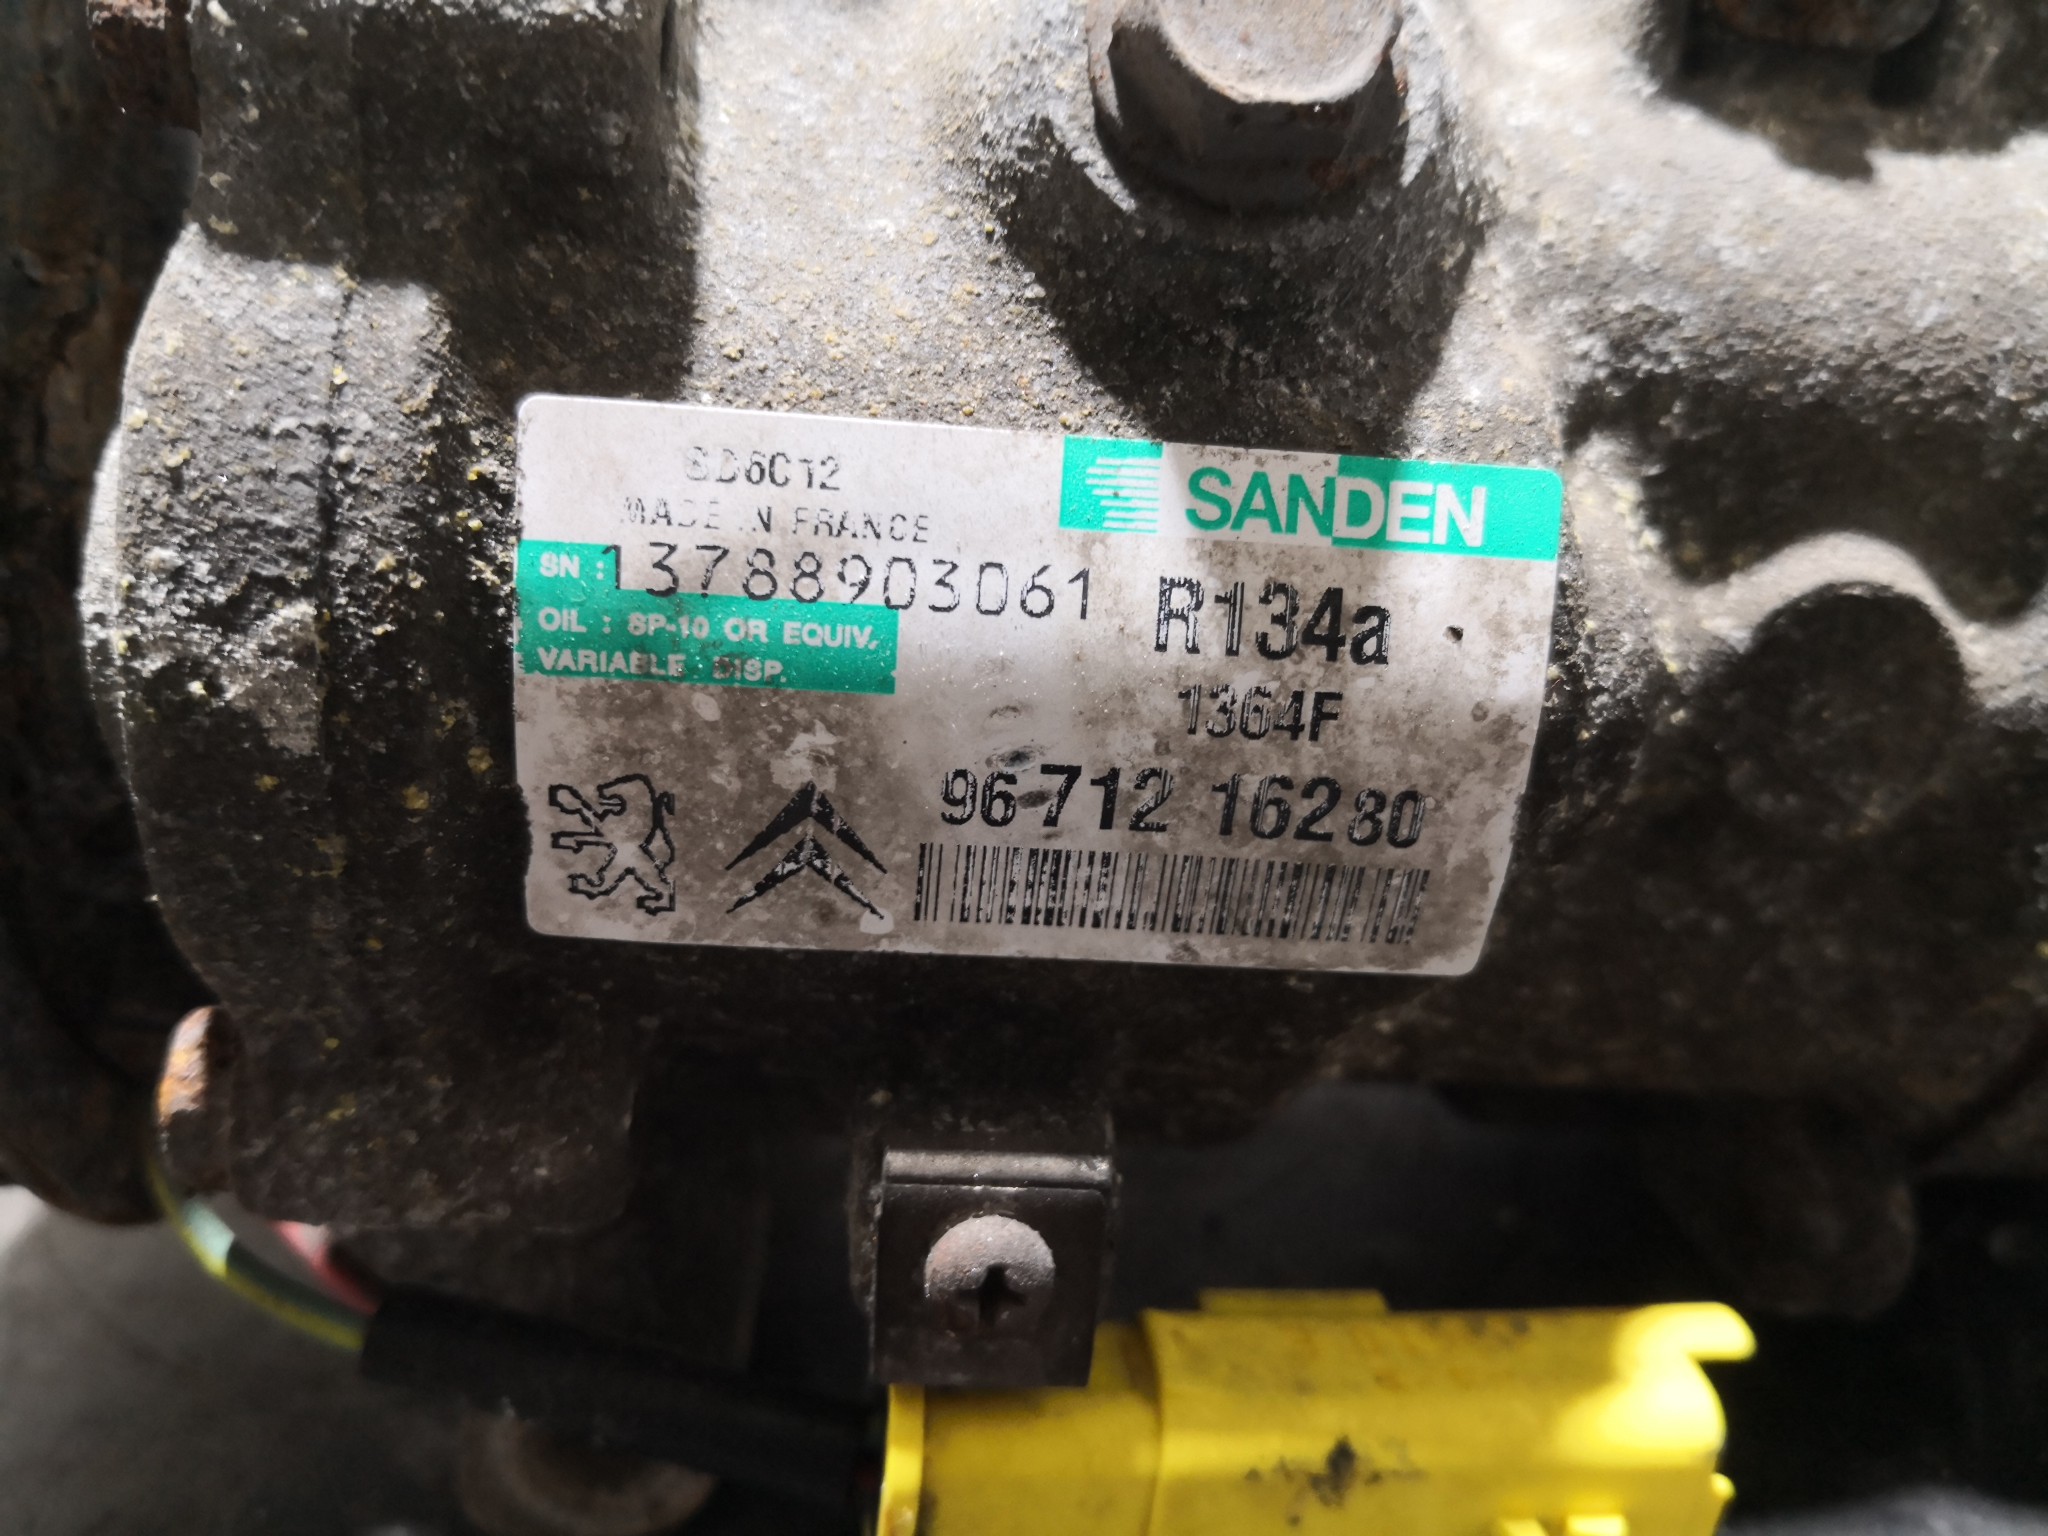 SD6C12
MADE IN FRANCE
SANDEN
SN : 13788903061
R134a
OIL : SP-10 OR EQUIV.
VARIABLE DISP.
1364F
96 712 162 80